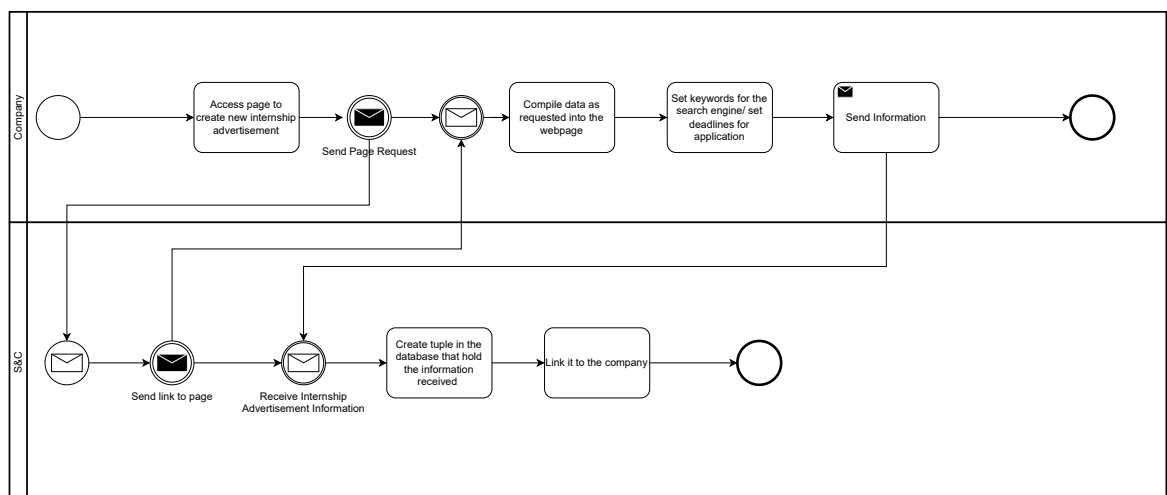 Company
Access page to
create new internship
advertisement
Send Page Request
Compile data as
requested into the
webpage
Set keywords for the
search engine/ set
deadlines for
application
Send Information
S&C
Send link to page
Receive Internship
Advertisement Information
Create tuple in the
database that hold
the information
received
Link it to the company